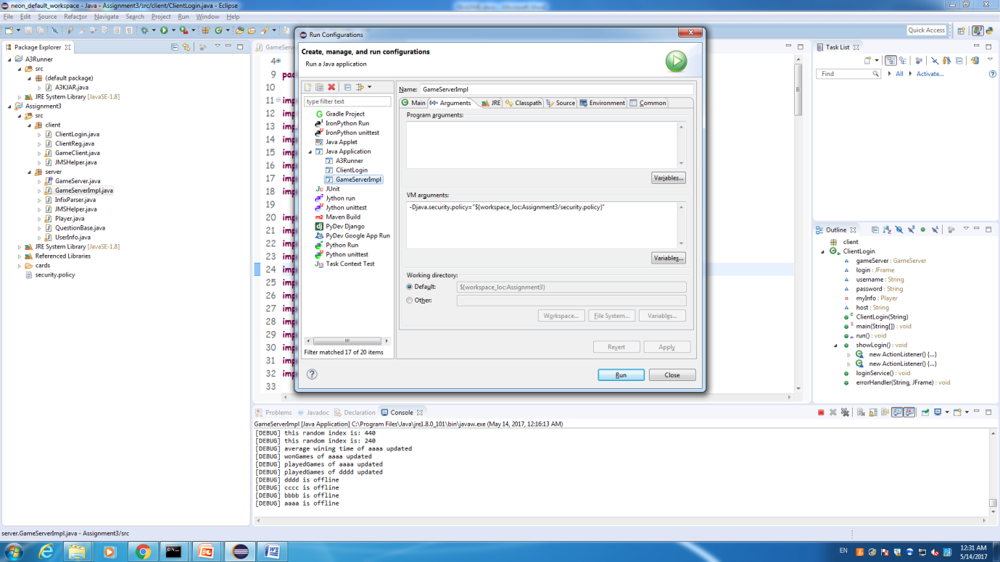 neon_default_workspace - Java - Assignment3/src/client/ClientLogin.java - Eclipse
File Edit Source Refactor Navigate Search Project Run Window Help
Quick Access
Package Explorer
A3Runner
src
(default package)
A3KJAR.java
JRE System Library [JavaSE-1.8]
Assignment3
src
client
ClientLogin.java
ClientReg.java
GameClient.java
JMSHelper.java
server
GameServer.java
GameServerImpl.java
InfixParser.java
JMSHelper.java
Player.java
QuestionBase.java
UserInfo.java
JRE System Library [JavaSE-1.8]
Referenced Libraries
cards
security.policy
GameServ
4
9 pac
10
11 imp
12 imp
13 imp
14 imp
15 imp
16 imp
17 imp
18 imp
19
20 imp
21 imp
22 imp
23 imp
24 imp
25 imp
26 imp
27 imp
28 imp
29 imp
30 imp
31 imp
32 imp
33
Run Configurations
Create, manage, and run configurations
Run a Java application
type filter text
Gradle Project
IronPython Run
IronPython unittest
Java Applet
Java Application
A3Runner
ClientLogin
GameServerImpl
JUnit
Jython run
Jython unittest
Maven Build
PyDev Django
PyDev Google App Run
Python Run
Python unittest
Task Context Test
Filter matched 17 of 20 items
Name: GameServerImpl
Main Arguments JRE Classpath Source Environment Common
Program arguments:
Variables...
VM arguments:
-Djava.security.policy="${workspace_loc:Assignment3/security.policy}"
Variables...
Working directory:
Default: ${workspace_loc:Assignment3}
Other:
Workspace... File System... Variables...
Revert Apply
Run Close
Task List
Find All Activate...
Outline
client
ClientLogin
gameServer : GameServer
login : JFrame
username : String
password : String
myInfo : Player
host : String
ClientLogin(String)
main(String[]) : void
run() : void
showLogin() : void
new ActionListener() {...}
new ActionListener() {...}
loginService() : void
errorHandler(String, JFrame) : void
Problems Javadoc Declaration Console
GameServerImpl [Java Application] C:\Program Files\Java\jre1.8.0_101\bin\javaw.exe (May 14, 2017, 12:16:13 AM)
[DEBUG] this random index is: 440
[DEBUG] this random index is: 240
[DEBUG] average wining time of aaaa updated
[DEBUG] wonGames of aaaa updated
[DEBUG] playedGames of aaaa updated
[DEBUG] playedGames of dddd updated
[DEBUG] dddd is offline
[DEBUG] cccc is offline
[DEBUG] bbbb is offline
[DEBUG] aaaa is offline
server.GameServerImpl.java - Assignment3/src
EN
12:31 AM
5/14/2017